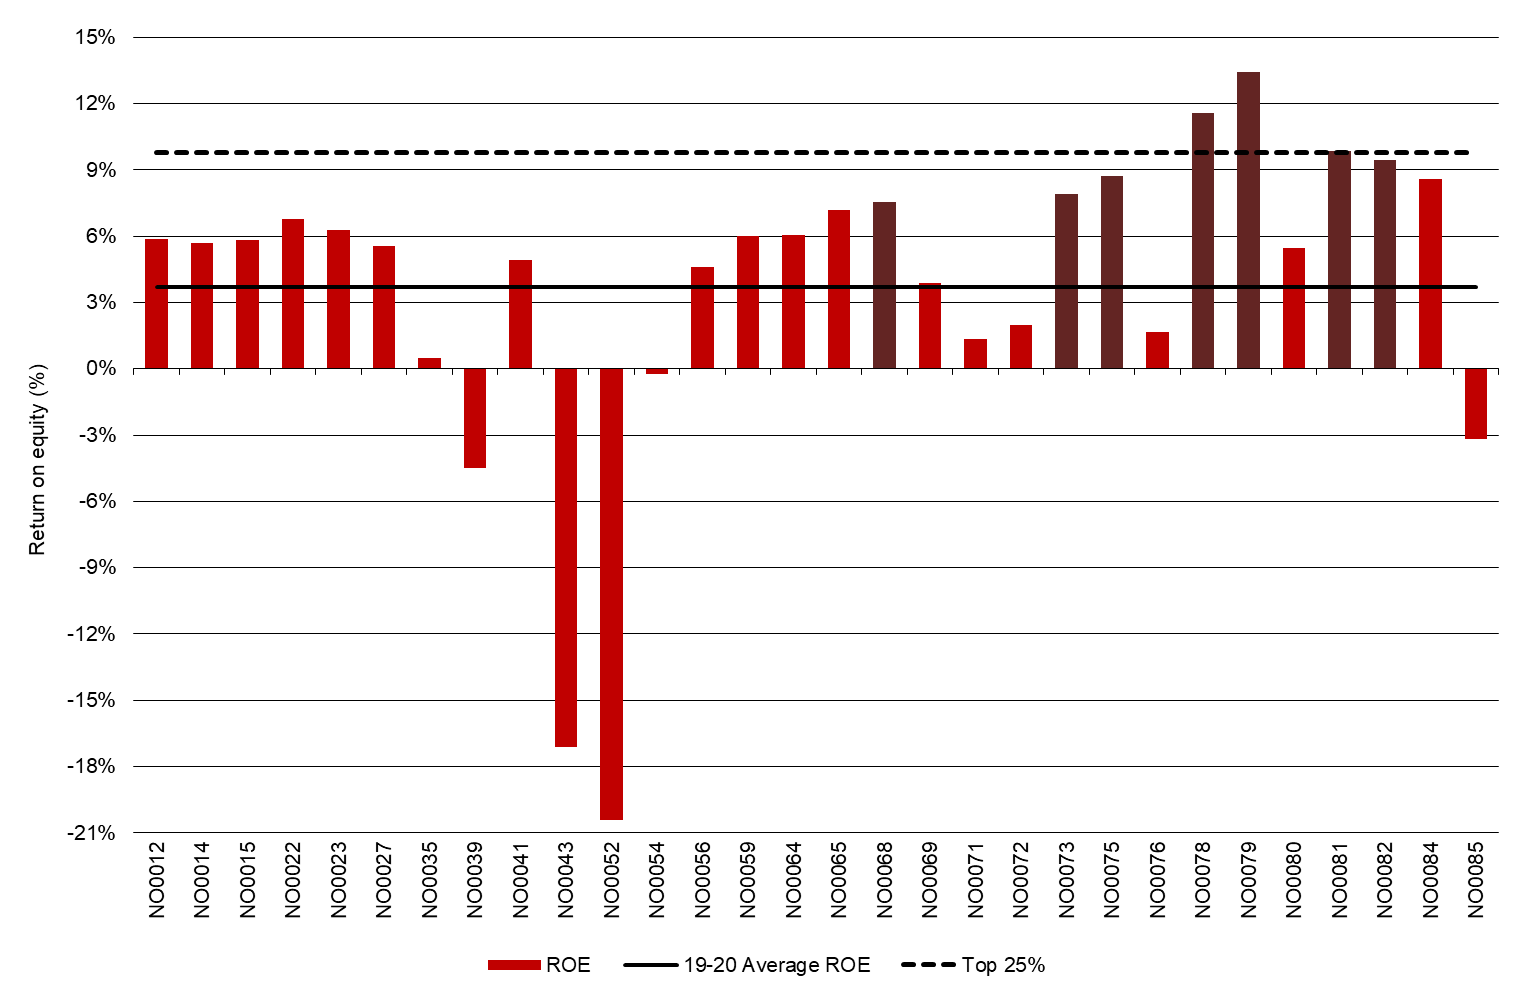 Return on equity (%)
15%
12%
9%
6%
3%
0%
-3%
-6%
-9%
-12%
-15%
-18%
-21%
NO0012
NO0014
NO0015
NO0022
NO0023
NO0027
NO0035
NO0039
NO0041
NO0043
NO0052
NO0054
NO0056
NO0059
NO0064
NO0065
NO0068
NO0069
NO0071
NO0072
NO0073
NO0075
NO0076
NO0078
NO0079
NO0080
NO0081
NO0082
NO0084
NO0085
ROE
19-20 Average ROE
Top 25%